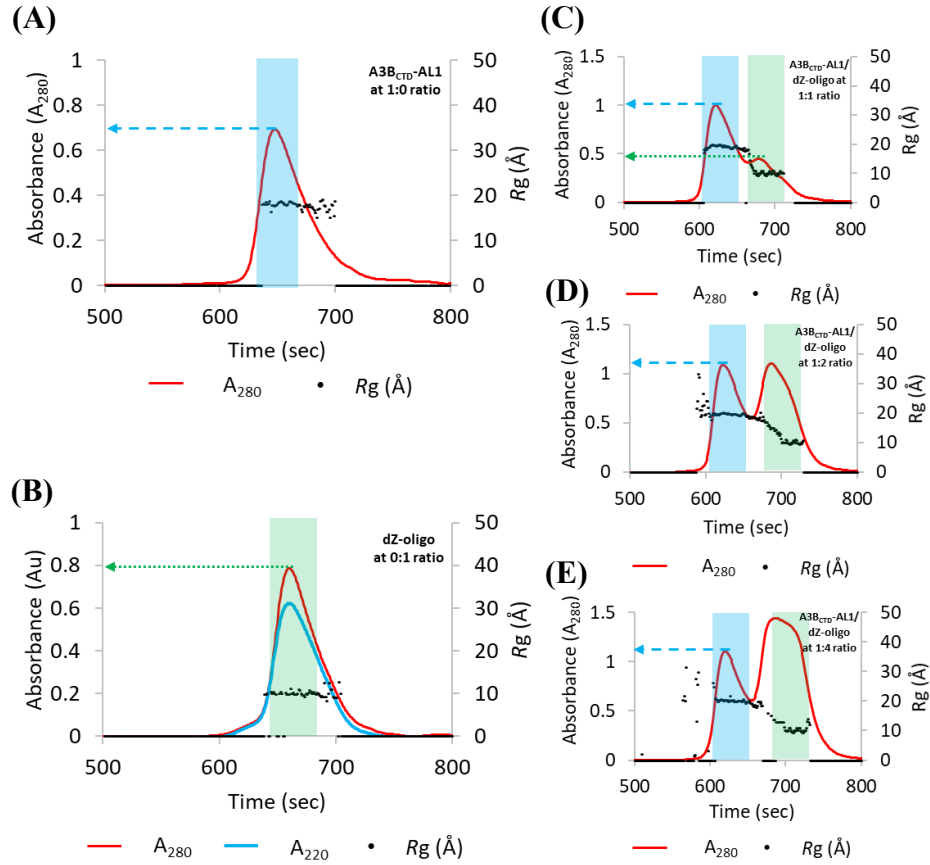 (A)
Absorbance (A280)
1
0.8
0.6
0.4
0.2
0
50
40
30
20
10
0
Rg (Å)
A3BCTD-AL1
at 1:0 ratio
500 600 700 800
Time (sec)
A280 Rg (Å)
(B)
Absorbance (Au)
1
0.8
0.6
0.4
0.2
0
50
40
30
20
10
0
Rg (Å)
dZ-oligo
at 0:1 ratio
500 600 700 800
Time (sec)
A280 A220 Rg (Å)
(C)
Absorbance (A280)
1.5
1
0.5
0
50
40
30
20
10
0
Rg (Å)
A3BCTD-AL1/
dZ-oligo at
1:1 ratio
500 600 700 800
Time (sec)
A280 Rg (Å)
(D)
Absorbance (A280)
1.5
1
0.5
0
50
40
30
20
10
0
Rg (Å)
A3BCTD-AL1/
dZ-oligo
at 1:2 ratio
500 600 700 800
Time (sec)
A280 Rg (Å)
(E)
Absorbance (A280)
1.5
1
0.5
0
50
40
30
20
10
0
Rg (Å)
A3BCTD-AL1/
dZ-oligo
at 1:4 ratio
500 600 700 800
Time (sec)
A280 Rg (Å)